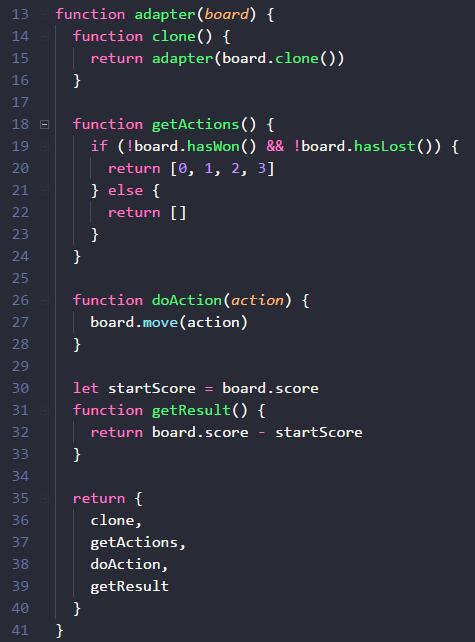 13 function adapter(board) {
14   function clone() {
15     return adapter(board.clone())
16   }
17
18   function getActions() {
19     if (!board.hasWon() && !board.hasLost()) {
20       return [0, 1, 2, 3]
21     } else {
22       return []
23     }
24   }
25
26   function doAction(action) {
27     board.move(action)
28   }
29
30   let startScore = board.score
31   function getResult() {
32     return board.score - startScore
33   }
34
35   return {
36     clone,
37     getActions,
38     doAction,
39     getResult
40   }
41 }